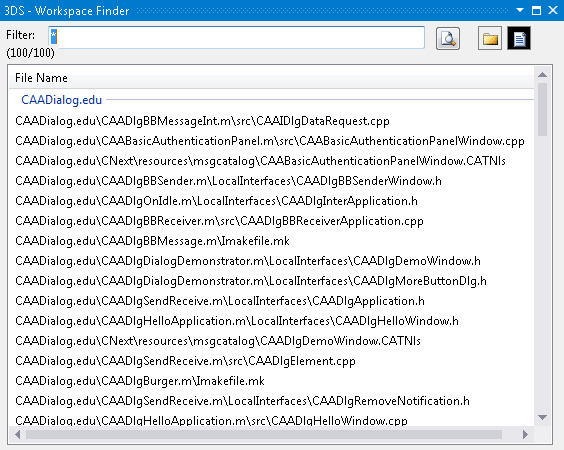 3DS - Workspace Finder
Filter: *
(100/100)
File Name
CAADialog.edu
CAADialog.edu\CAADlgBBMessageInt.m\src\CAAIDlgDataRequest.cpp
CAADialog.edu\CAABasicAuthenticationPanel.m\src\CAABasicAuthenticationPanelWindow.cpp
CAADialog.edu\CNext\resources\msgcatalog\CAABasicAuthenticationPanelWindow.CATNls
CAADialog.edu\CAADlgBBSender.m\LocalInterfaces\CAADlgBBSenderWindow.h
CAADialog.edu\CAADlgOnIdle.m\LocalInterfaces\CAADlgInterApplication.h
CAADialog.edu\CAADlgBBReceiver.m\src\CAADlgBBReceiverApplication.cpp
CAADialog.edu\CAADlgBBMessage.m\Imakefile.mk
CAADialog.edu\CAADlgDialogDemonstrator.m\LocalInterfaces\CAADlgDemoWindow.h
CAADialog.edu\CAADlgDialogDemonstrator.m\LocalInterfaces\CAADlgMoreButtonDlg.h
CAADialog.edu\CAADlgSendReceive.m\LocalInterfaces\CAADlgApplication.h
CAADialog.edu\CAADlgHelloApplication.m\LocalInterfaces\CAADlgHelloWindow.h
CAADialog.edu\CNext\resources\msgcatalog\CAADlgDemoWindow.CATNls
CAADialog.edu\CAADlgSendReceive.m\src\CAADlgElement.cpp
CAADialog.edu\CAADlgBurger.m\Imakefile.mk
CAADialog.edu\CAADlgSendReceive.m\LocalInterfaces\CAADlgRemoveNotification.h
CAADialog.edu\CAADlgHelloApplication.m\src\CAADlgHelloWindow.cpp